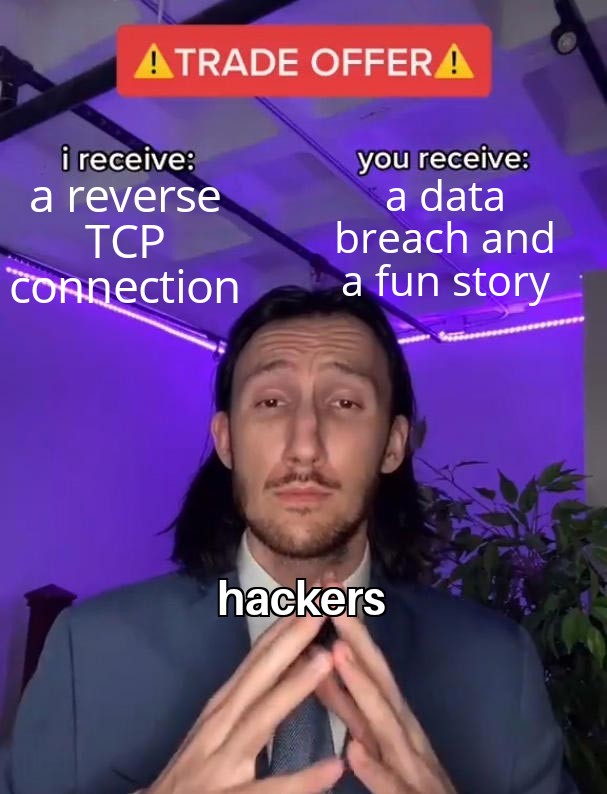 ⚠️TRADE OFFER⚠️
i receive:
a reverse
TCP
connection
you receive:
a data
breach and
a fun story
hackers